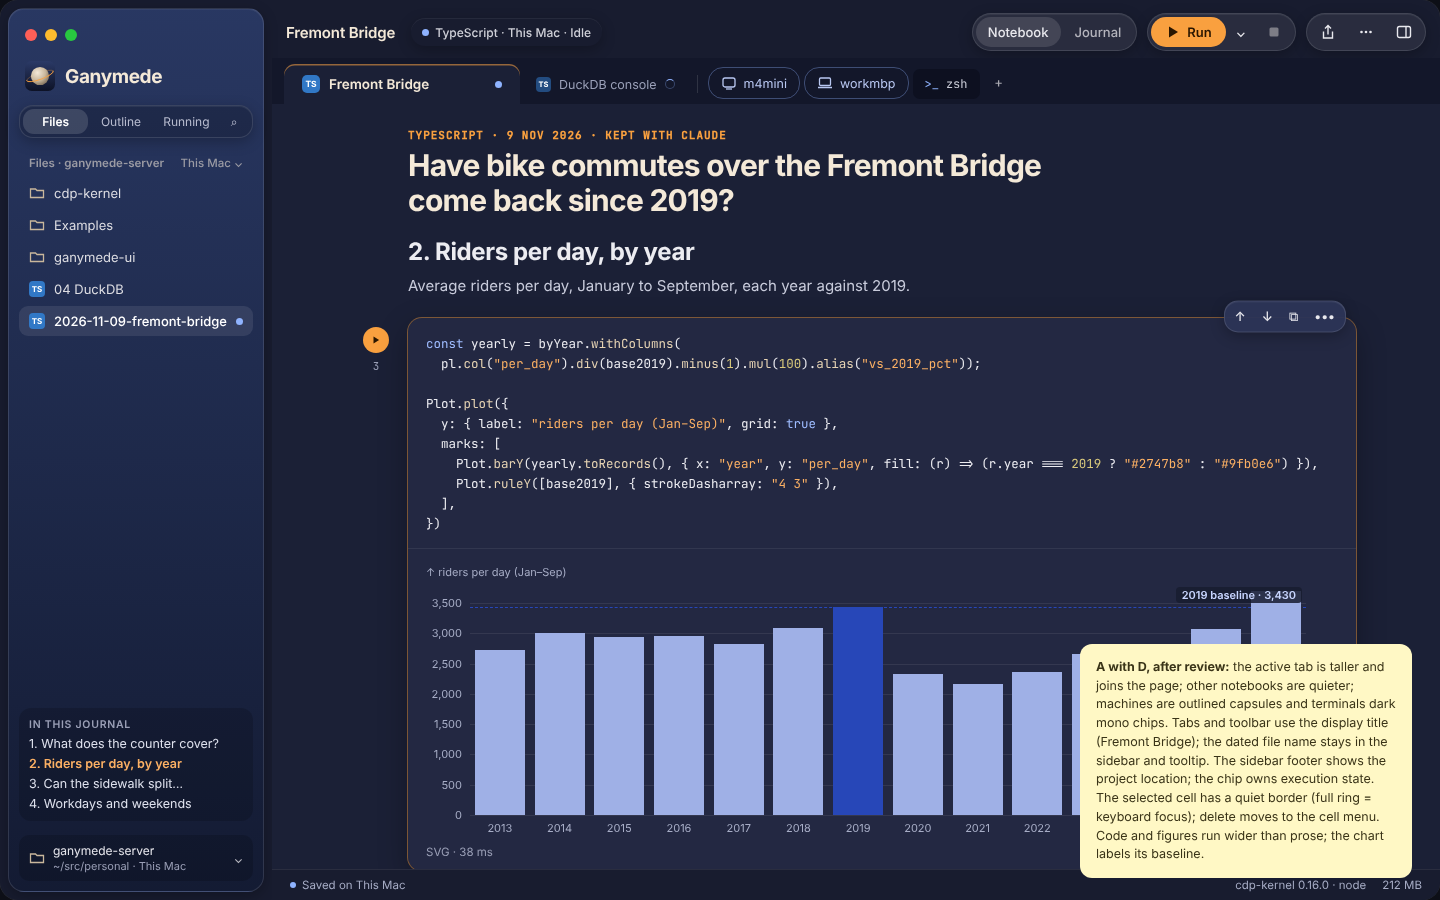 Ganymede
Files
Outline
Running
Files · ganymede-server
This Mac
cdp-kernel
Examples
ganymede-ui
TS 04 DuckDB
TS 2026-11-09-fremont-bridge
IN THIS JOURNAL
1. What does the counter cover?
2. Riders per day, by year
3. Can the sidewalk split...
4. Workdays and weekends
ganymede-server
~/src/personal · This Mac
Fremont Bridge
TypeScript · This Mac · Idle
Notebook
Journal
Run
TS Fremont Bridge
TS DuckDB console
m4mini
workmbp
>_ zsh
+
TYPESCRIPT · 9 NOV 2026 · KEPT WITH CLAUDE
Have bike commutes over the Fremont Bridge
come back since 2019?
2. Riders per day, by year
Average riders per day, January to September, each year against 2019.
3
const yearly = byYear.withColumns(
pl.col("per_day").div(base2019).minus(1).mul(100).alias("vs_2019_pct"));
Plot.plot({
y: { label: "riders per day (Jan–Sep)", grid: true },
marks: [
Plot.barY(yearly.toRecords(), { x: "year", y: "per_day", fill: (r) => (r.year === 2019 ? "#2747b8" : "#9fb0e6") }),
Plot.ruleY([base2019], { strokeDasharray: "4 3" }),
],
})
↑ riders per day (Jan–Sep)
2019 baseline · 3,430
3,500
3,000
2,500
2,000
1,500
1,000
500
0
2013
2014
2015
2016
2017
2018
2019
2020
2021
2022
SVG · 38 ms
A with D, after review: the active tab is taller and
joins the page; other notebooks are quieter;
machines are outlined capsules and terminals dark
mono chips. Tabs and toolbar use the display title
(Fremont Bridge); the dated file name stays in the
sidebar and tooltip. The sidebar footer shows the
project location; the chip owns execution state.
The selected cell has a quiet border (full ring =
keyboard focus); delete moves to the cell menu.
Code and figures run wider than prose; the chart
labels its baseline.
Saved on This Mac
cdp-kernel 0.16.0 · node
212 MB